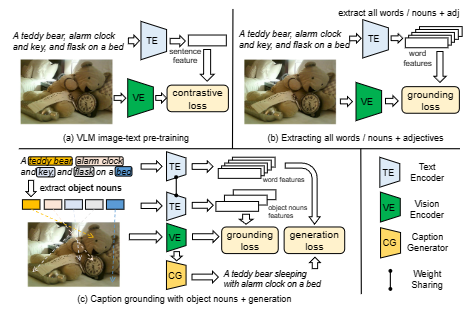 A teddy bear, alarm clock
and key, and flask on a bed
TE
sentence
feature
VE
contrastive
loss
(a) VLM image-text pre-training
extract all words / nouns + adj
A teddy bear, alarm clock
and key, and flask on a bed
TE
word
features
VE
grounding
loss
(b) Extracting all words / nouns + adjectives
A teddy bear, alarm clock
and key, and flask on a bed
extract object nouns
TE
word features
TE
object nouns
features
VE
grounding
loss
generation
loss
CG
A teddy bear sleeping
with alarm clock on a bed
(c) Caption grounding with object nouns + generation
TE
Text
Encoder
VE
Vision
Encoder
CG
Caption
Generator
Weight
Sharing